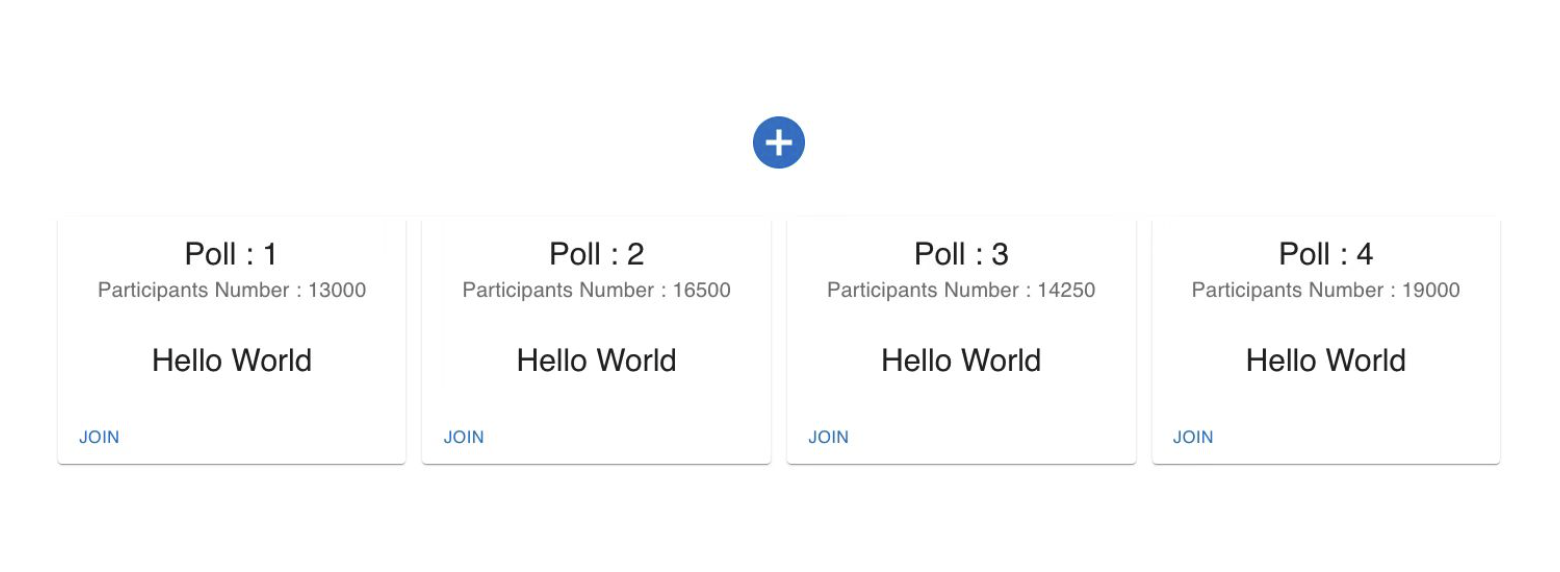 Poll : 1
Participants Number : 13000
Hello World
JOIN
Poll : 2
Participants Number : 16500
Hello World
JOIN
Poll : 3
Participants Number : 14250
Hello World
JOIN
Poll : 4
Participants Number : 19000
Hello World
JOIN